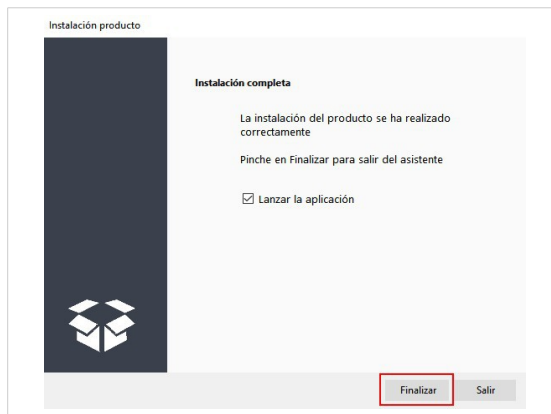 Instalación producto
Instalación completa
La instalación del producto se ha realizado
correctamente
Pinche en Finalizar para salir del asistente
Lanzar la aplicación
Finalizar
Salir